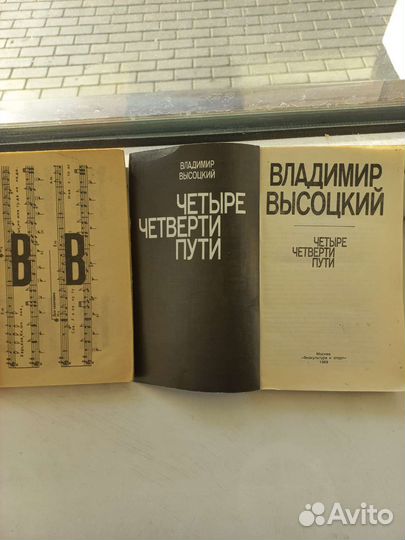 В В
ВЛАДИМИР
ВЫСОЦКИЙ
ЧЕТЫРЕ
ЧЕТВЕРТИ
ПУТИ
ВЛАДИМИР
ВЫСОЦКИЙ
ЧЕТЫРЕ
ЧЕТВЕРТИ
ПУТИ
Москва
«Физкультура и спорт»
Avito